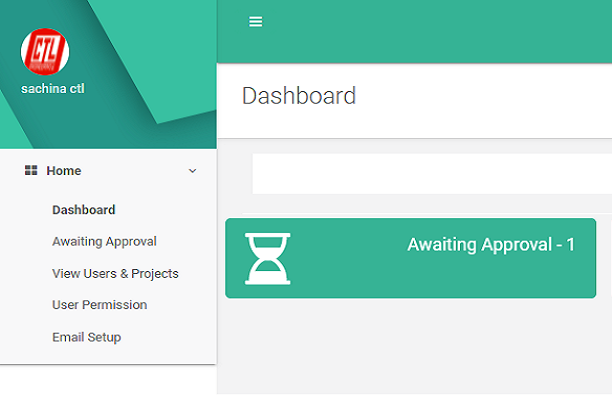 CTL
sachina ctl
Home
Dashboard
Awaiting Approval
View Users & Projects
User Permission
Email Setup
Dashboard
Awaiting Approval - 1